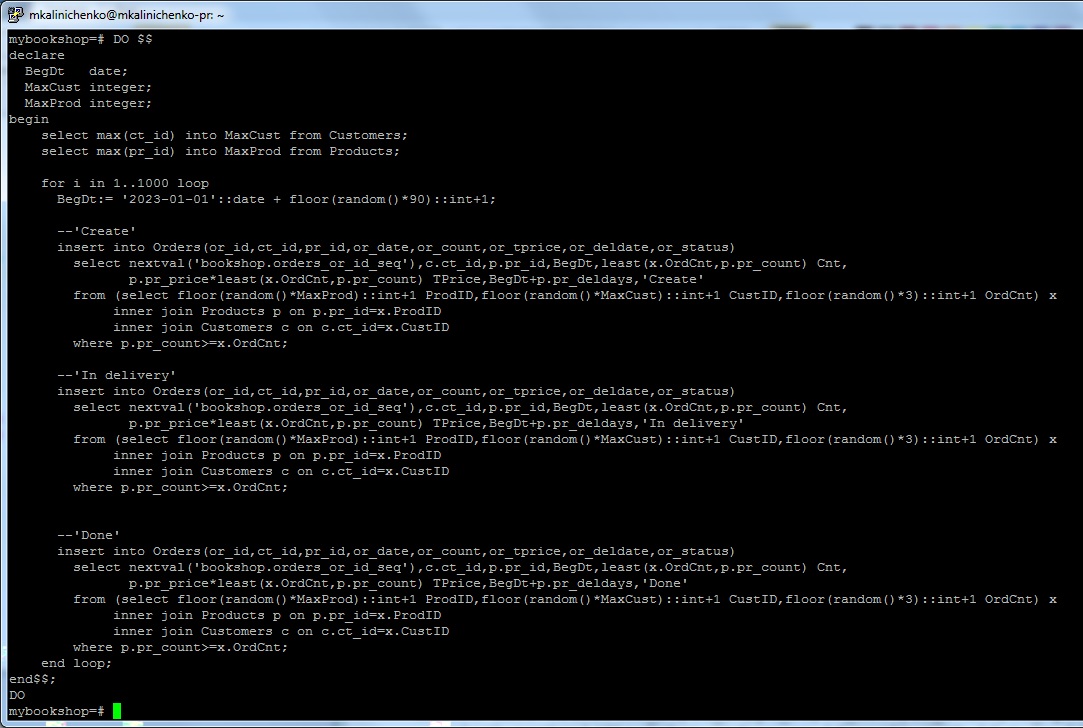 mkalinichenko@mkalinichenko-pr: ~
mybookshop=# DO $$
declare
  BegDt   date;
  MaxCust integer;
  MaxProd integer;
begin
    select max(ct_id) into MaxCust from Customers;
    select max(pr_id) into MaxProd from Products;

    for i in 1..1000 loop
      BegDt:= '2023-01-01'::date + floor(random()*90)::int+1;

      --'Create'
      insert into Orders(or_id,ct_id,pr_id,or_date,or_count,or_tprice,or_deldate,or_status)
        select nextval('bookshop.orders_or_id_seq'),c.ct_id,p.pr_id,BegDt,least(x.OrdCnt,p.pr_count) Cnt,
               p.pr_price*least(x.OrdCnt,p.pr_count) TPrice,BegDt+p.pr_deldays,'Create'
        from (select floor(random()*MaxProd)::int+1 ProdID,floor(random()*MaxCust)::int+1 CustID,floor(random()*3)::int+1 OrdCnt) x
             inner join Products p on p.pr_id=x.ProdID
             inner join Customers c on c.ct_id=x.CustID
        where p.pr_count>=x.OrdCnt;

      --'In delivery'
      insert into Orders(or_id,ct_id,pr_id,or_date,or_count,or_tprice,or_deldate,or_status)
        select nextval('bookshop.orders_or_id_seq'),c.ct_id,p.pr_id,BegDt,least(x.OrdCnt,p.pr_count) Cnt,
               p.pr_price*least(x.OrdCnt,p.pr_count) TPrice,BegDt+p.pr_deldays,'In delivery'
        from (select floor(random()*MaxProd)::int+1 ProdID,floor(random()*MaxCust)::int+1 CustID,floor(random()*3)::int+1 OrdCnt) x
             inner join Products p on p.pr_id=x.ProdID
             inner join Customers c on c.ct_id=x.CustID
        where p.pr_count>=x.OrdCnt;


      --'Done'
      insert into Orders(or_id,ct_id,pr_id,or_date,or_count,or_tprice,or_deldate,or_status)
        select nextval('bookshop.orders_or_id_seq'),c.ct_id,p.pr_id,BegDt,least(x.OrdCnt,p.pr_count) Cnt,
               p.pr_price*least(x.OrdCnt,p.pr_count) TPrice,BegDt+p.pr_deldays,'Done'
        from (select floor(random()*MaxProd)::int+1 ProdID,floor(random()*MaxCust)::int+1 CustID,floor(random()*3)::int+1 OrdCnt) x
             inner join Products p on p.pr_id=x.ProdID
             inner join Customers c on c.ct_id=x.CustID
        where p.pr_count>=x.OrdCnt;
    end loop;
end$$;
DO
mybookshop=#